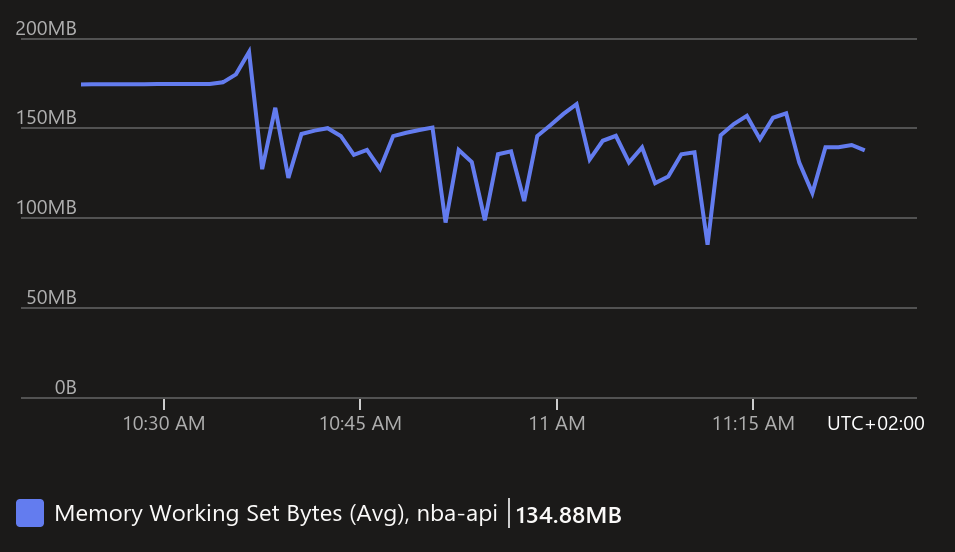 200MB
150MB
100MB
50MB
0B
10:30 AM 10:45 AM 11 AM 11:15 AM UTC+02:00
Memory Working Set Bytes (Avg), nba-api 134.88MB